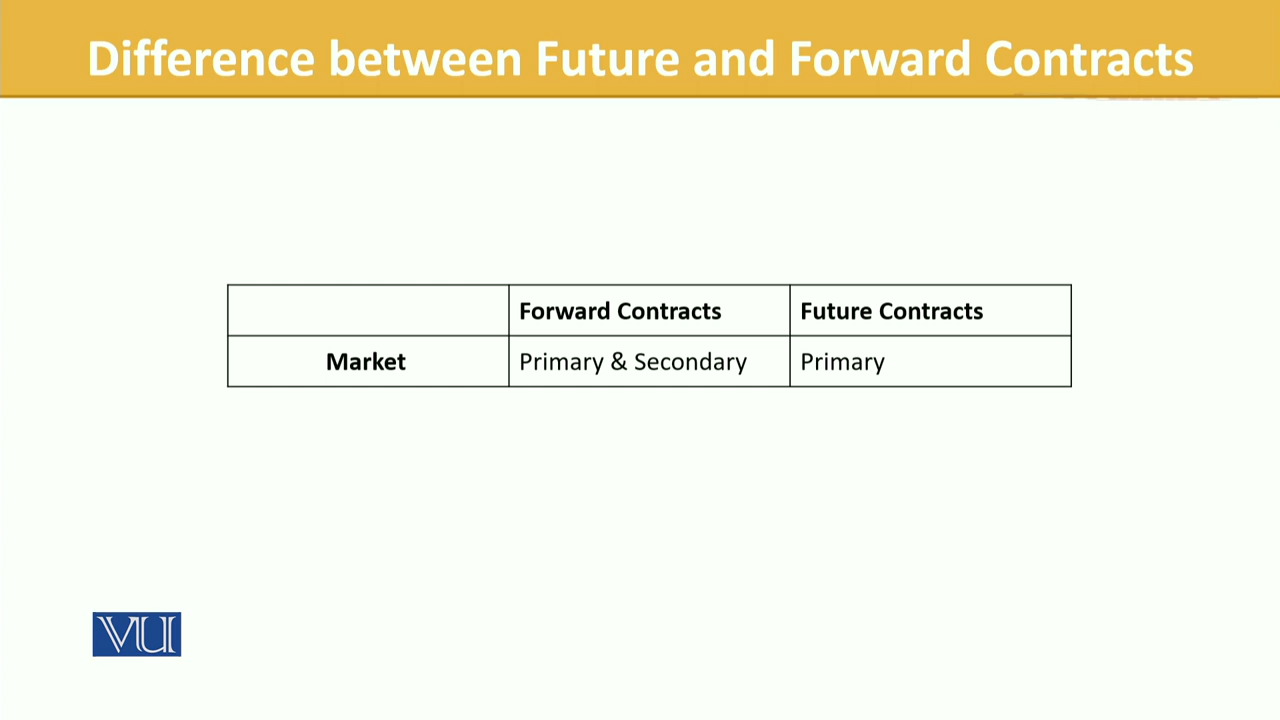 Difference between Future and Forward Contracts
Forward Contracts Future Contracts
Market Primary & Secondary Primary
VU